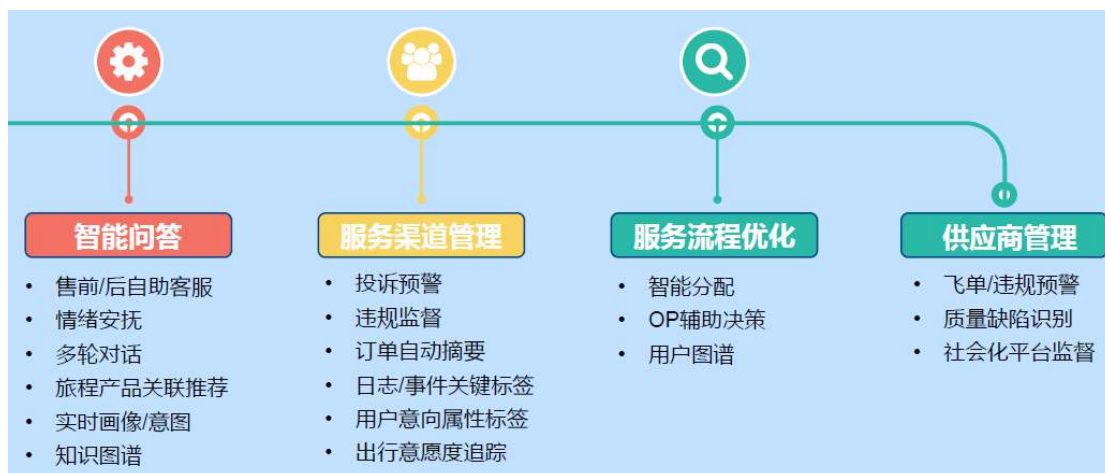 智能问答
售前/后自助客服
情绪安抚
多轮对话
旅程产品关联推荐
实时画像/意图
知识图谱
服务渠道管理
投诉预警
违规监督
订单自动摘要
日志/事件关键标签
用户意向属性标签
出行意愿度追踪
服务流程优化
智能分配
OP辅助决策
用户图谱
供应商管理
飞单/违规预警
质量缺陷识别
社会化平台监督